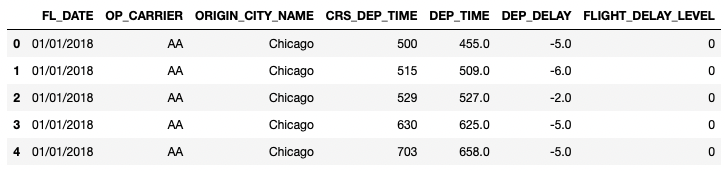 FL_DATE OP_CARRIER ORIGIN_CITY_NAME CRS_DEP_TIME DEP_TIME DEP_DELAY FLIGHT_DELAY_LEVEL
0 01/01/2018 AA Chicago 500 455.0 -5.0 0
1 01/01/2018 AA Chicago 515 509.0 -6.0 0
2 01/01/2018 AA Chicago 529 527.0 -2.0 0
3 01/01/2018 AA Chicago 630 625.0 -5.0 0
4 01/01/2018 AA Chicago 703 658.0 -5.0 0